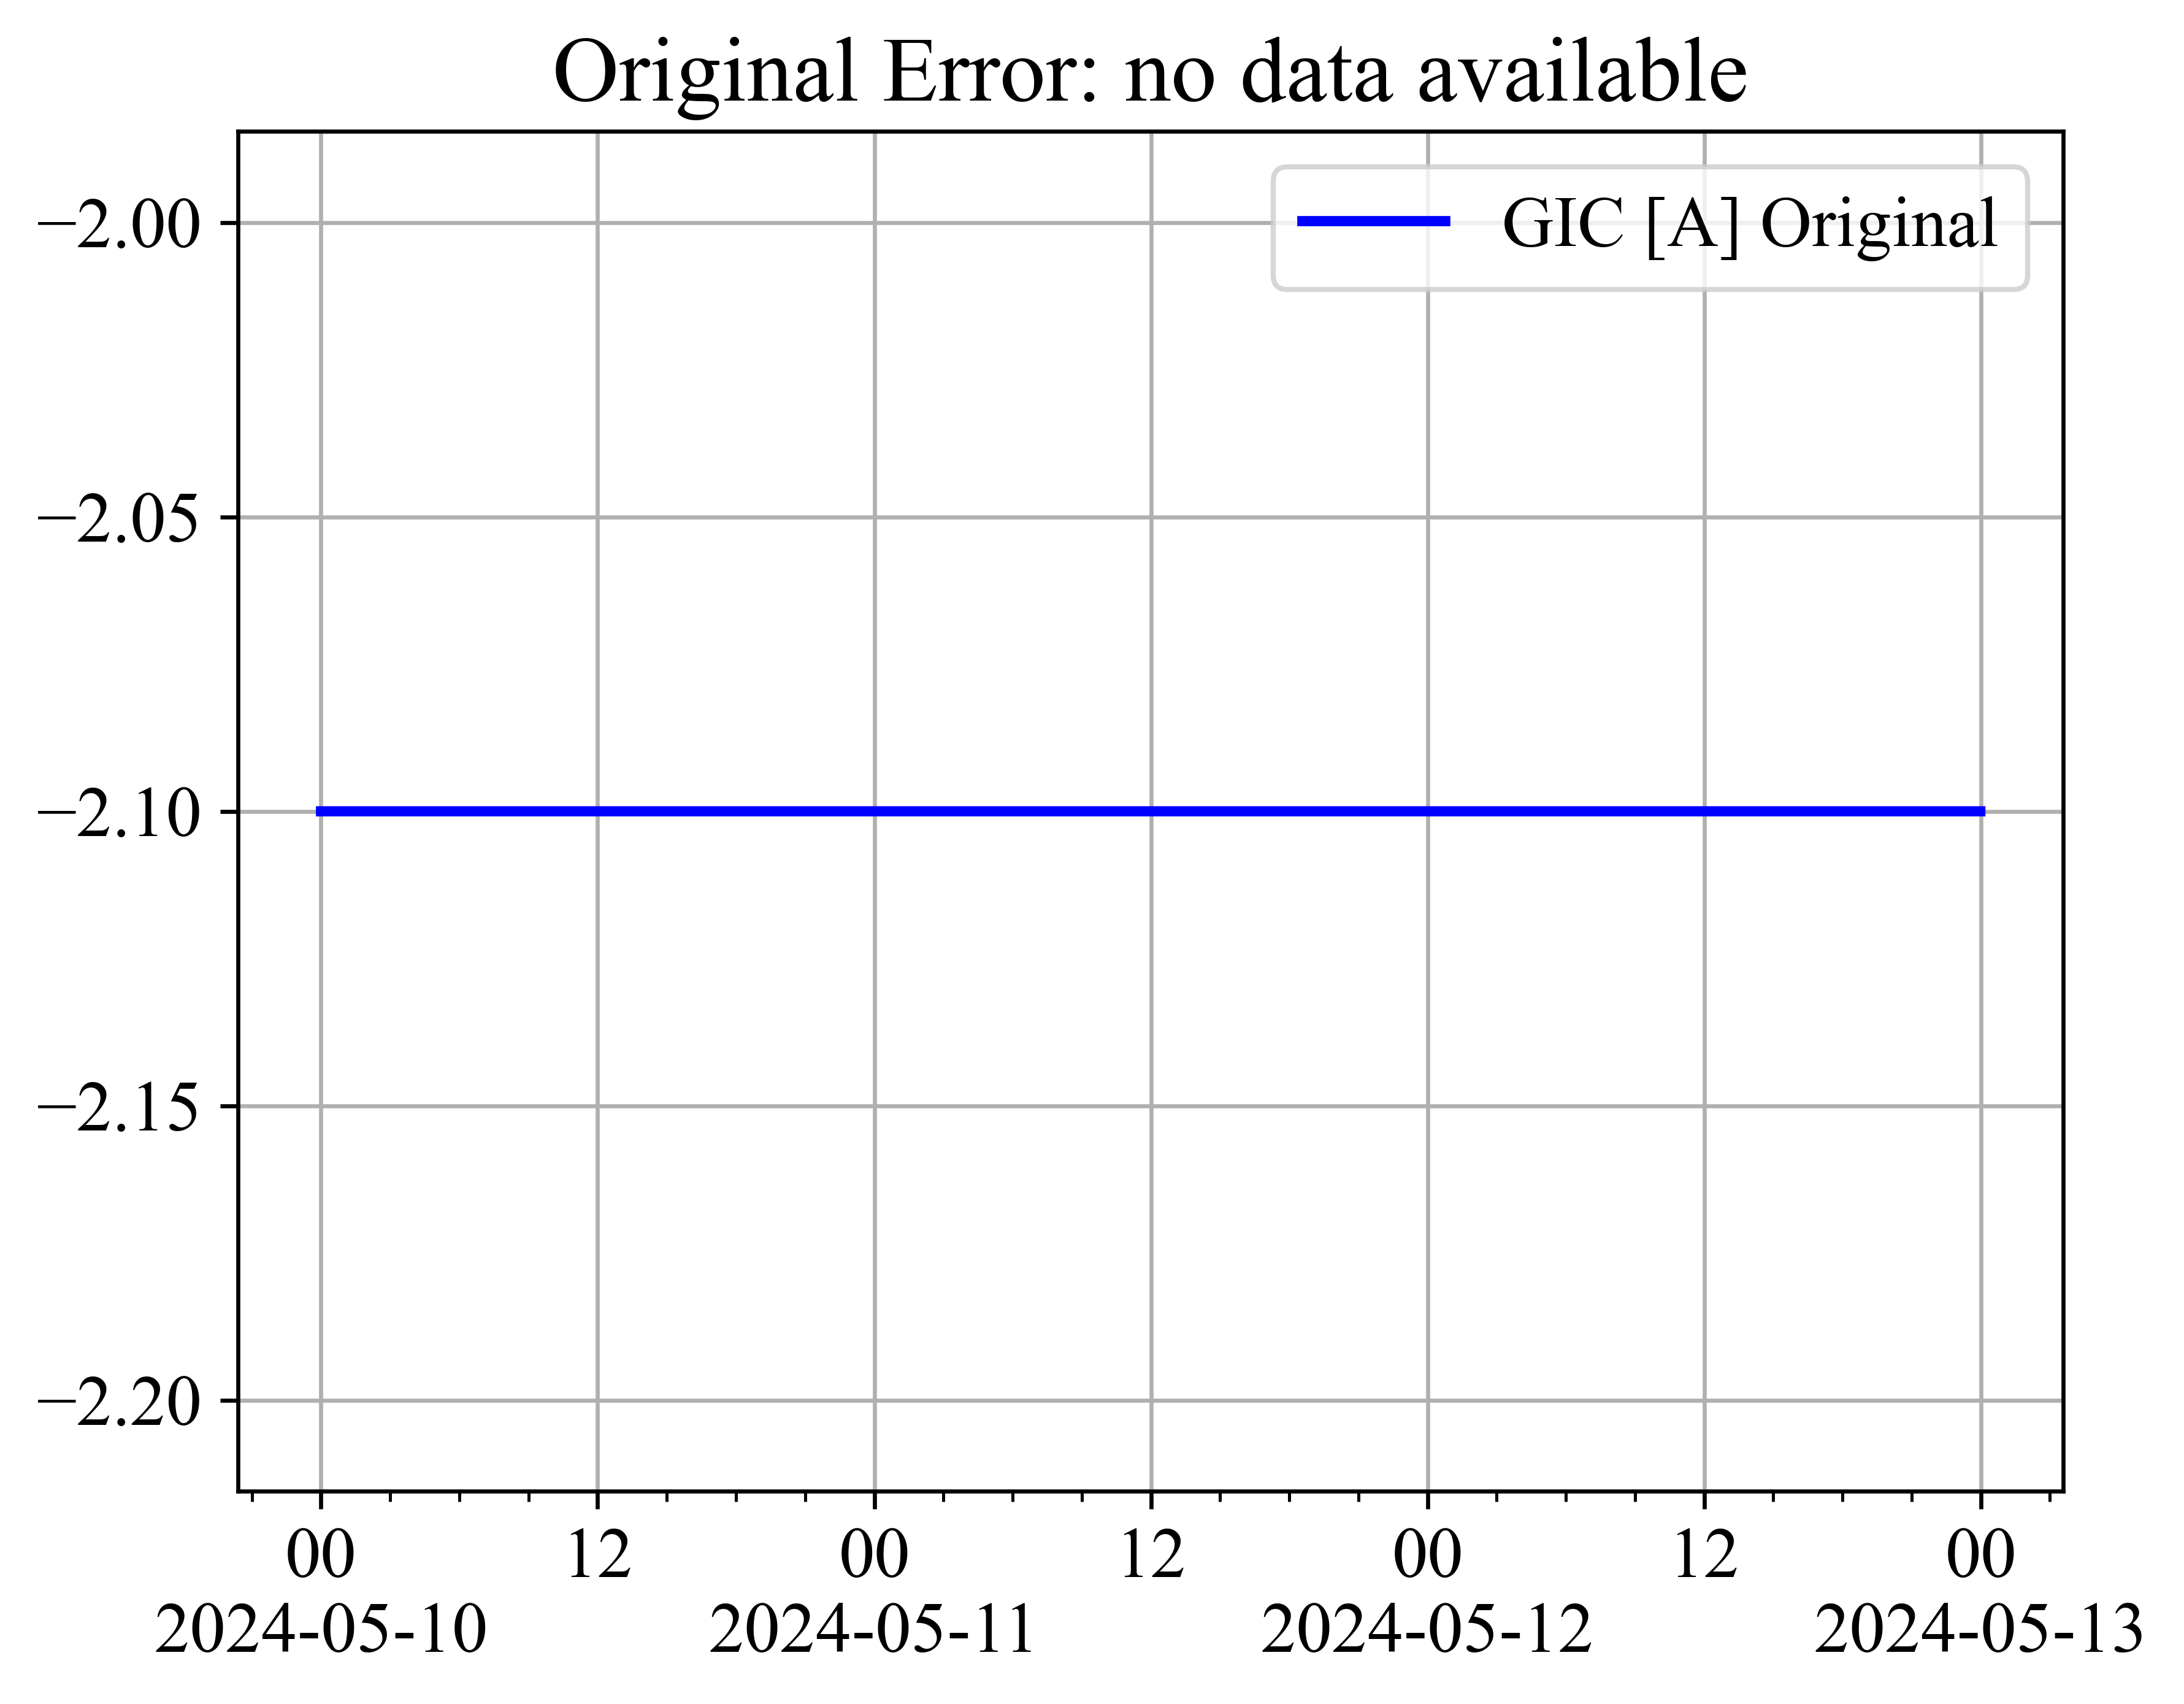 Original Error: no data available
GIC [A] Original
−2.00
−2.05
−2.10
−2.15
−2.20
00 12 00 12 00 12 00
2024-05-10 2024-05-11 2024-05-12 2024-05-13